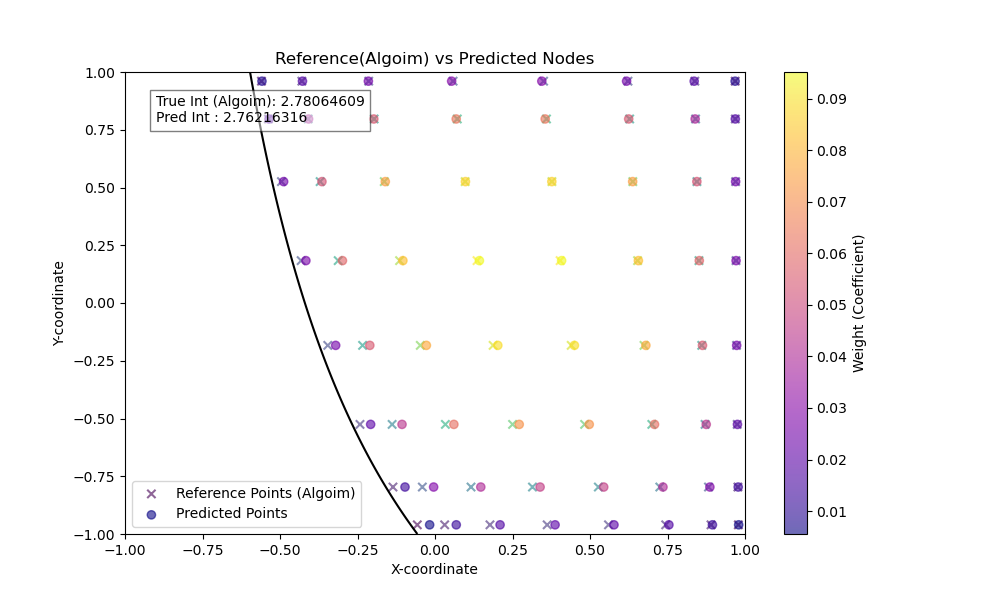 Reference(Algoim) vs Predicted Nodes
True Int (Algoim): 2.78064609
Pred Int : 2.76216316
Y-coordinate
1.00
0.75
0.50
0.25
0.00
−0.25
−0.50
−0.75
−1.00
Reference Points (Algoim)
Predicted Points
−1.00 −0.75 −0.50 −0.25 0.00 0.25 0.50 0.75 1.00
X-coordinate
0.09
0.08
0.07
0.06
0.05
0.04
0.03
0.02
0.01
Weight (Coefficient)